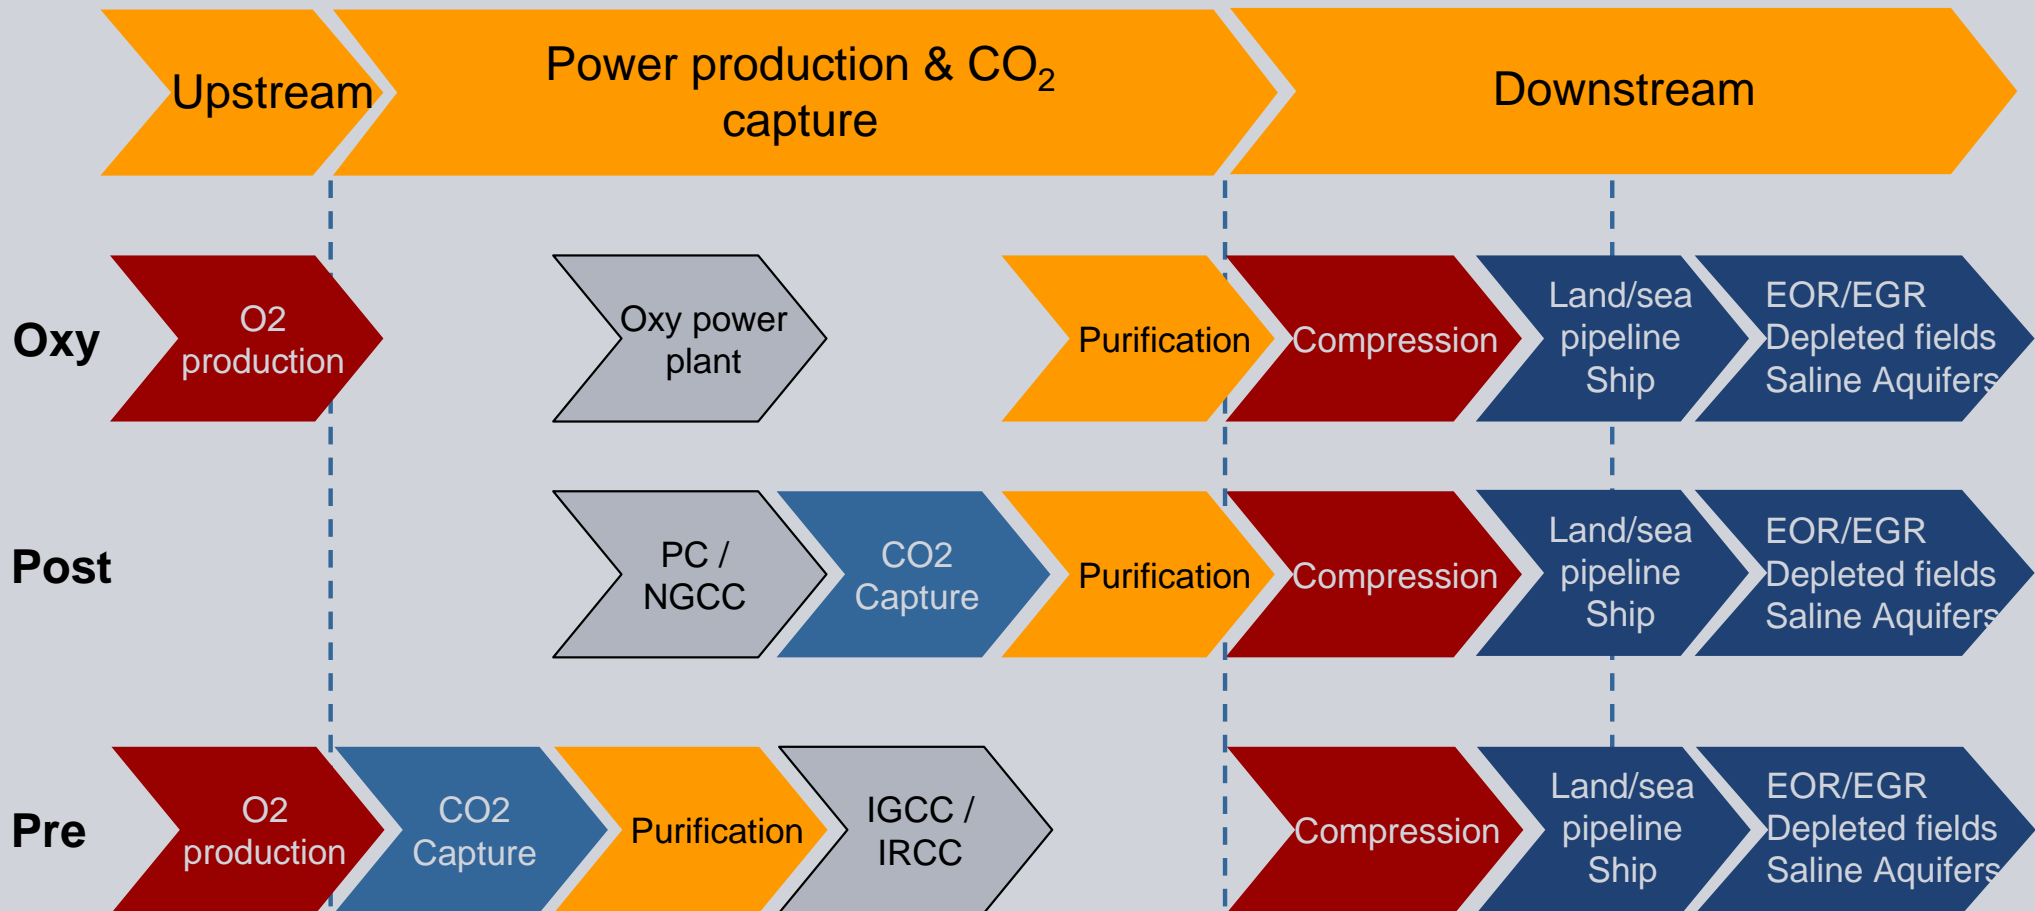 Upstream
Power production & CO₂
capture
Downstream
Oxy
O2
production
Oxy power
plant
Purification
Compression
Land/sea
pipeline
Ship
EOR/EGR
Depleted fields
Saline Aquifers
Post
PC /
NGCC
CO2
Capture
Purification
Compression
Land/sea
pipeline
Ship
EOR/EGR
Depleted fields
Saline Aquifers
Pre
O2
production
CO2
Capture
Purification
IGCC /
IRCC
Compression
Land/sea
pipeline
Ship
EOR/EGR
Depleted fields
Saline Aquifers